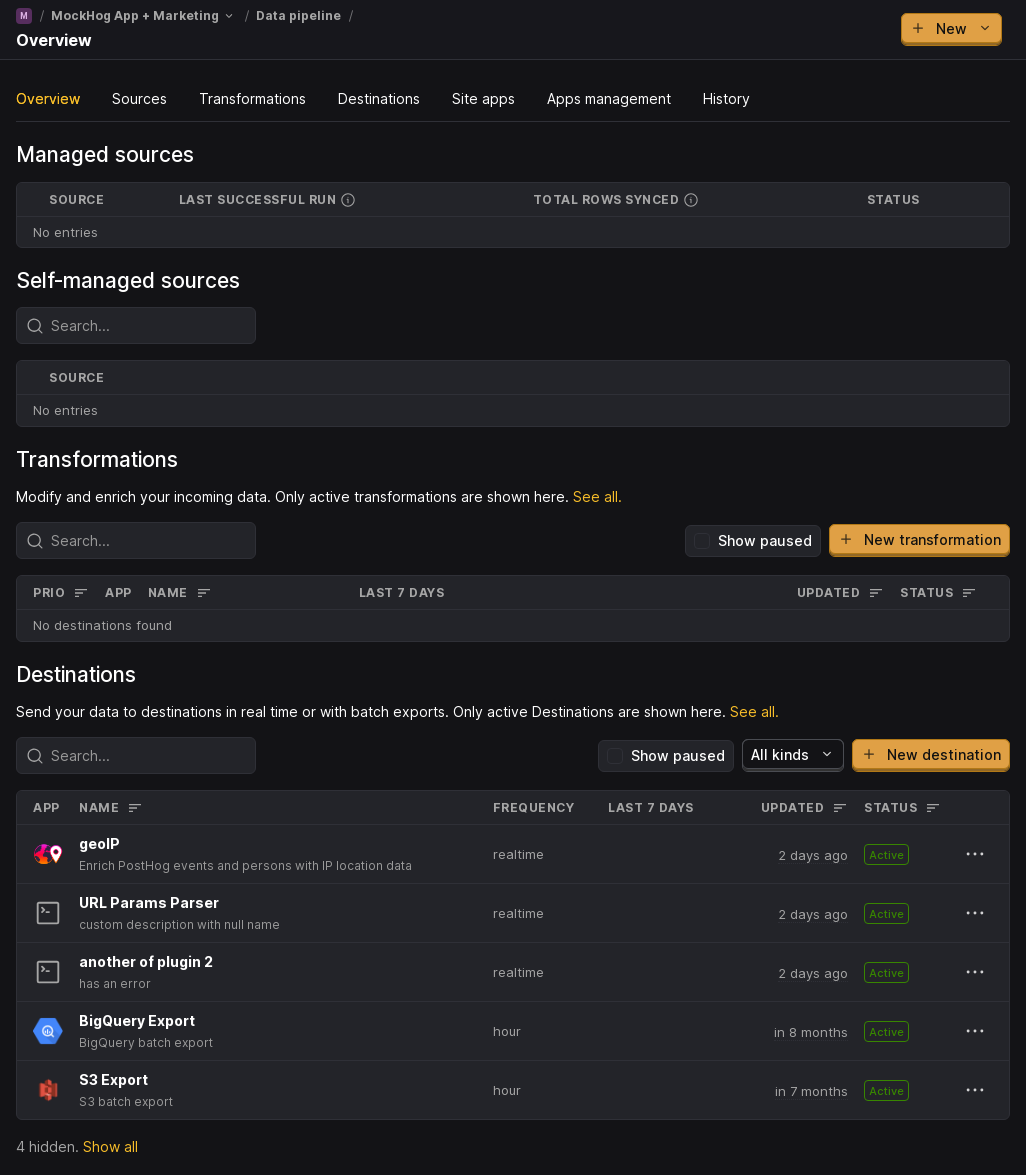 M / MockHog App + Marketing / Data pipeline /
Overview
+ New
Overview Sources Transformations Destinations Site apps Apps management History
Managed sources
SOURCE LAST SUCCESSFUL RUN TOTAL ROWS SYNCED STATUS
No entries
Self-managed sources
Search...
SOURCE
No entries
Transformations
Modify and enrich your incoming data. Only active transformations are shown here. See all.
Search... Show paused + New transformation
PRIO APP NAME LAST 7 DAYS UPDATED STATUS
No destinations found
Destinations
Send your data to destinations in real time or with batch exports. Only active Destinations are shown here. See all.
Search... Show paused All kinds + New destination
APP NAME FREQUENCY LAST 7 DAYS UPDATED STATUS
geoIP
Enrich PostHog events and persons with IP location data
realtime 2 days ago Active
URL Params Parser
custom description with null name
realtime 2 days ago Active
another of plugin 2
has an error
realtime 2 days ago Active
BigQuery Export
BigQuery batch export
hour in 8 months Active
S3 Export
S3 batch export
hour in 7 months Active
4 hidden. Show all